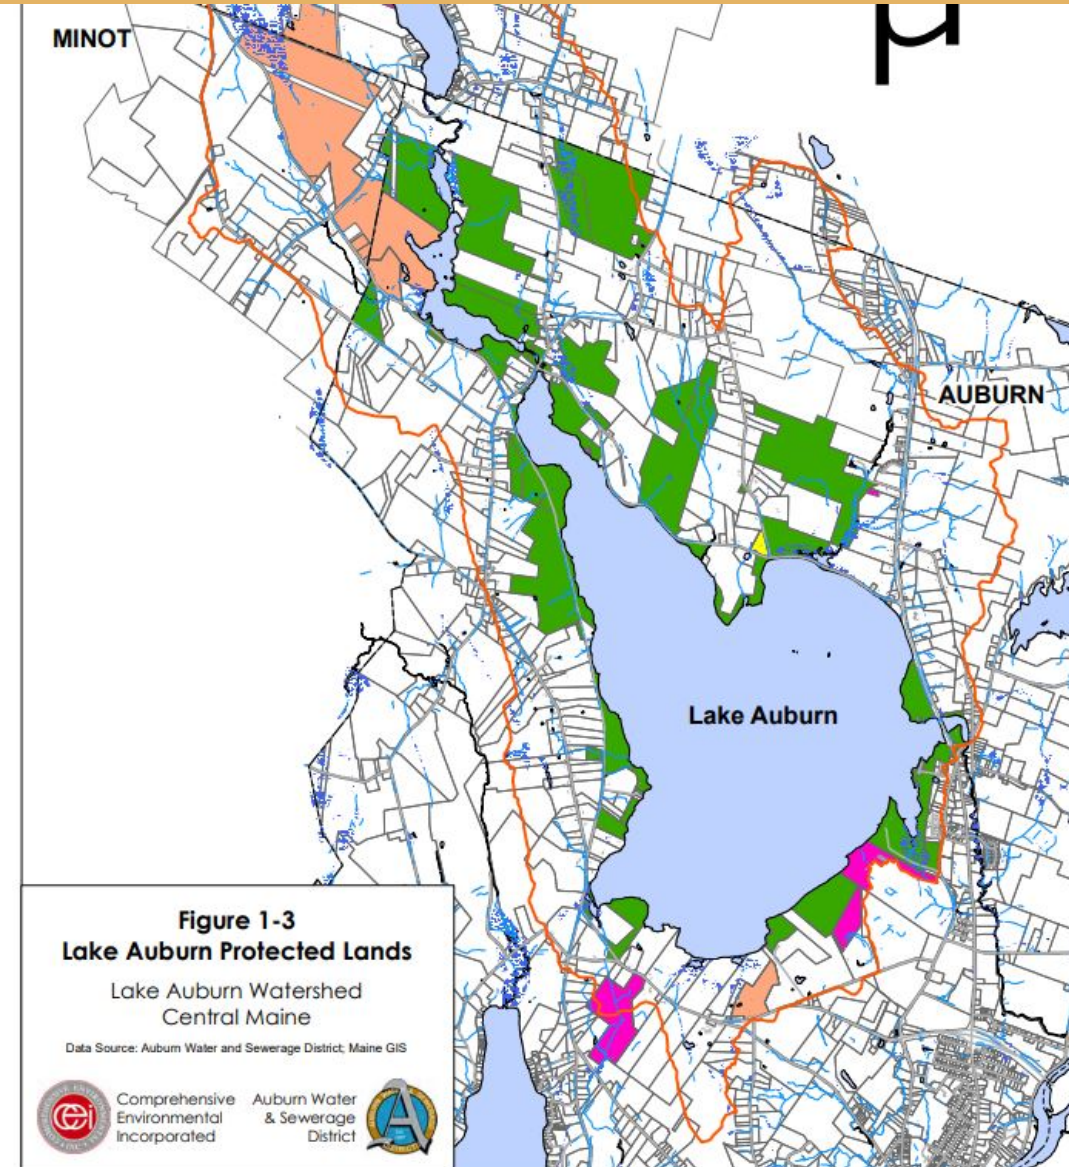 µ
MINOT
AUBURN
Lake Auburn
Figure 1-3
Lake Auburn Protected Lands
Lake Auburn Watershed
Central Maine
Data Source: Auburn Water and Sewerage District; Maine GIS
cei
Comprehensive
Environmental
Incorporated
Auburn Water
& Sewerage
District
A